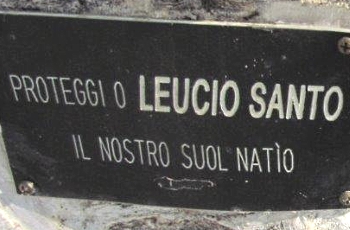 PROTEGGI O LEUCIO SANTO
IL NOSTRO SUOL NATÌO